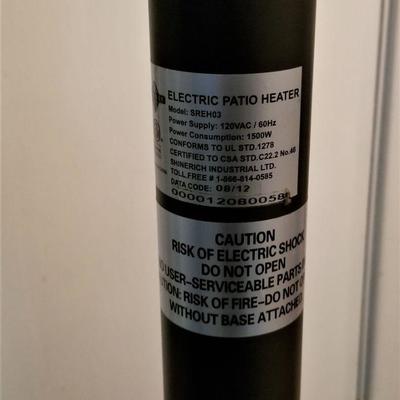 ELECTRIC PATIO HEATER
Model: SREH03
Power Supply: 120VAC / 60Hz
Power Consumption: 1500W
CONFORMS TO UL STD.1278
CERTIFIED TO CSA STD.C22.2 No.46
SHINERICH INDUSTRIAL LTD.
TOLL.FREE # 1-866-814-0585
DATA CODE: 08/12
000012080058
CAUTION
RISK OF ELECTRIC SHOCK
DO NOT OPEN
USER-SERVICEABLE PARTS
RISK OF FIRE-DO NOT
WITHOUT BASE ATTACHED